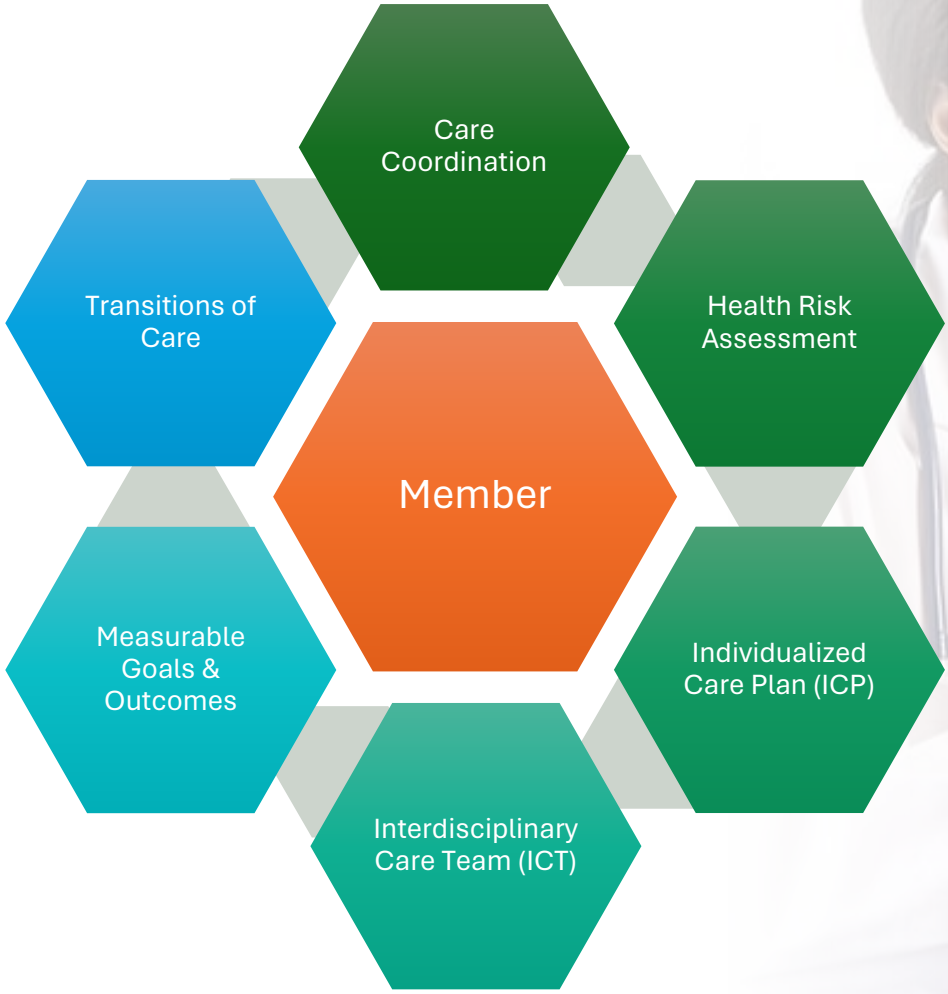 Care
Coordination
Health Risk
Assessment
Individualized
Care Plan (ICP)
Interdisciplinary
Care Team (ICT)
Measurable
Goals &
Outcomes
Transitions of
Care
Member